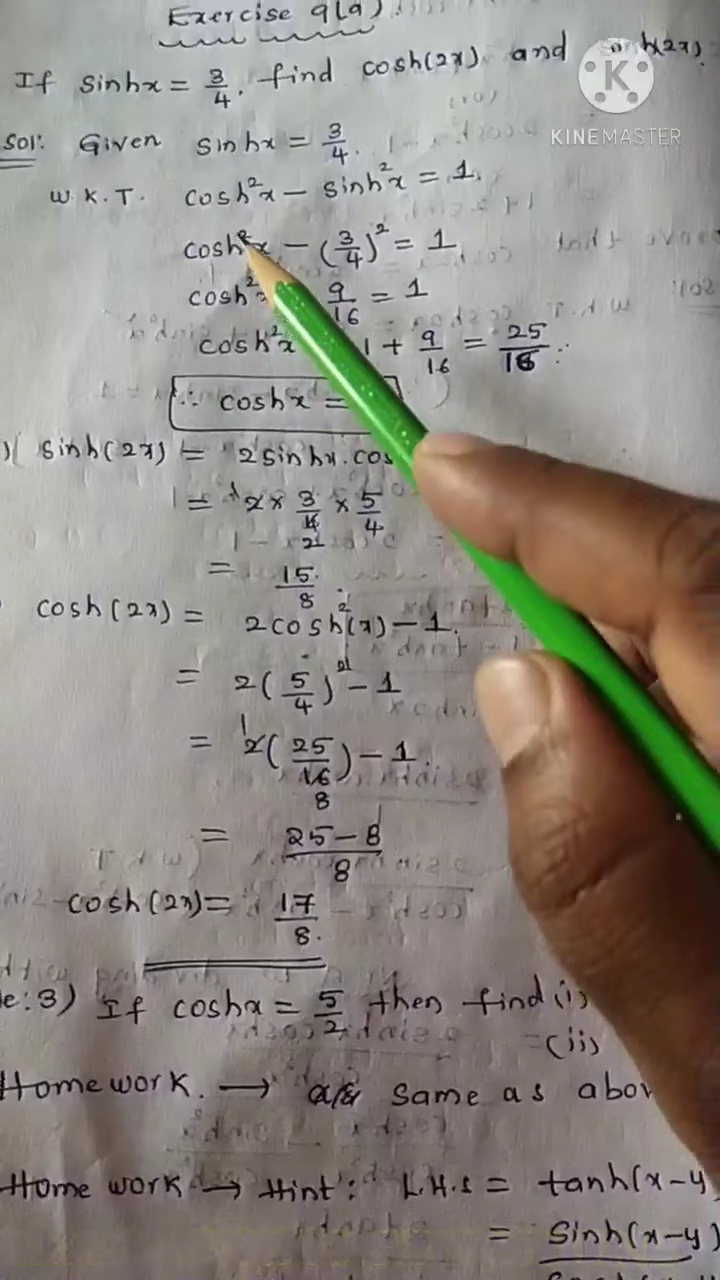 Exercise 9(a).
If sinhx = 3/4, find cosh(2x) and sinh(2x).
KINEMASTER
Sol: Given sinhx = 3/4.
W.K.T. cosh²x − sinh²x = 1.
cosh²x − (3/4)² = 1
cosh² 9/16 = 1
cosh²x 1 + 9/16 = 25/16
∴ coshx =
) sinh(2x) = 2sinhx.cos
= 2 × 3/4 × 5/4
= 15/8.
cosh(2x) = 2cosh²(x) − 1.
= 2(5/4)² − 1
= 2(25/16) − 1.
= 25−8/8
cosh(2x) = 17/8.
e:3) If coshx = 5/2, then find (i)
(ii)
Homework. → same as abov
Home work → Hint: L.H.S = tanh(x−y)
= Sinh(x−y)